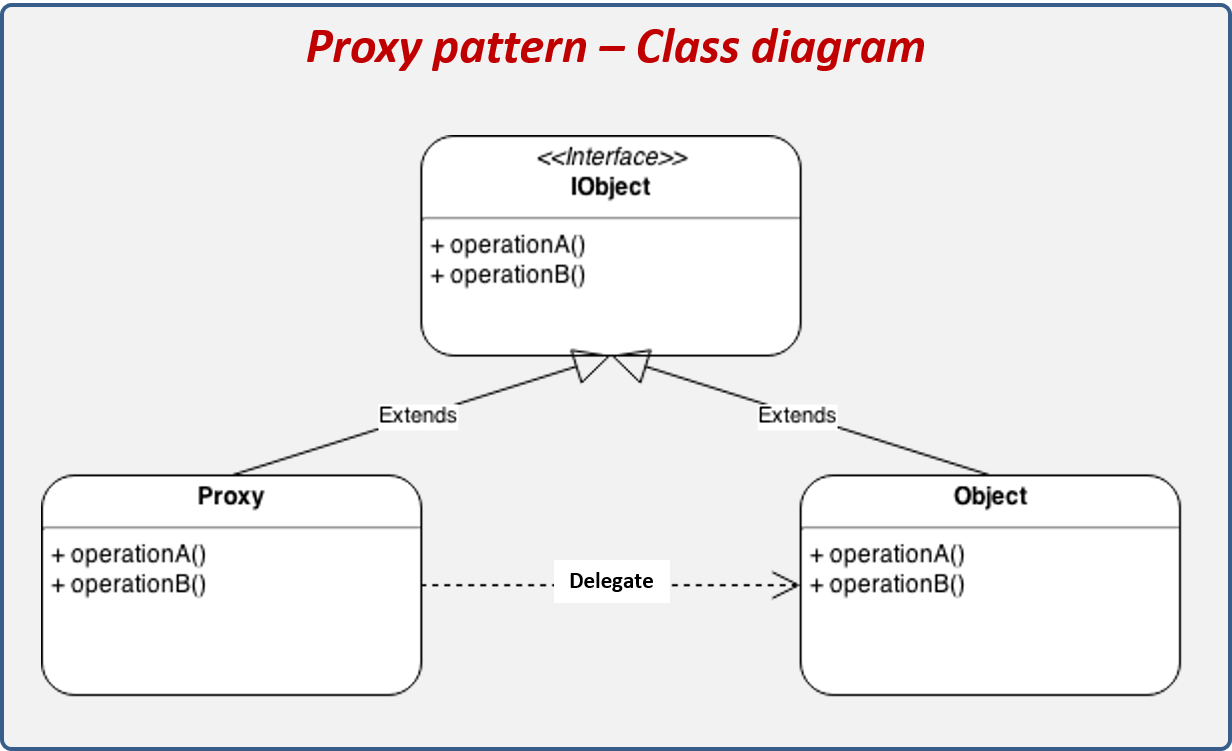 Proxy pattern – Class diagram
<<Interface>>
IObject
+ operationA()
+ operationB()
Extends
Extends
Proxy
+ operationA()
+ operationB()
Delegate
Object
+ operationA()
+ operationB()